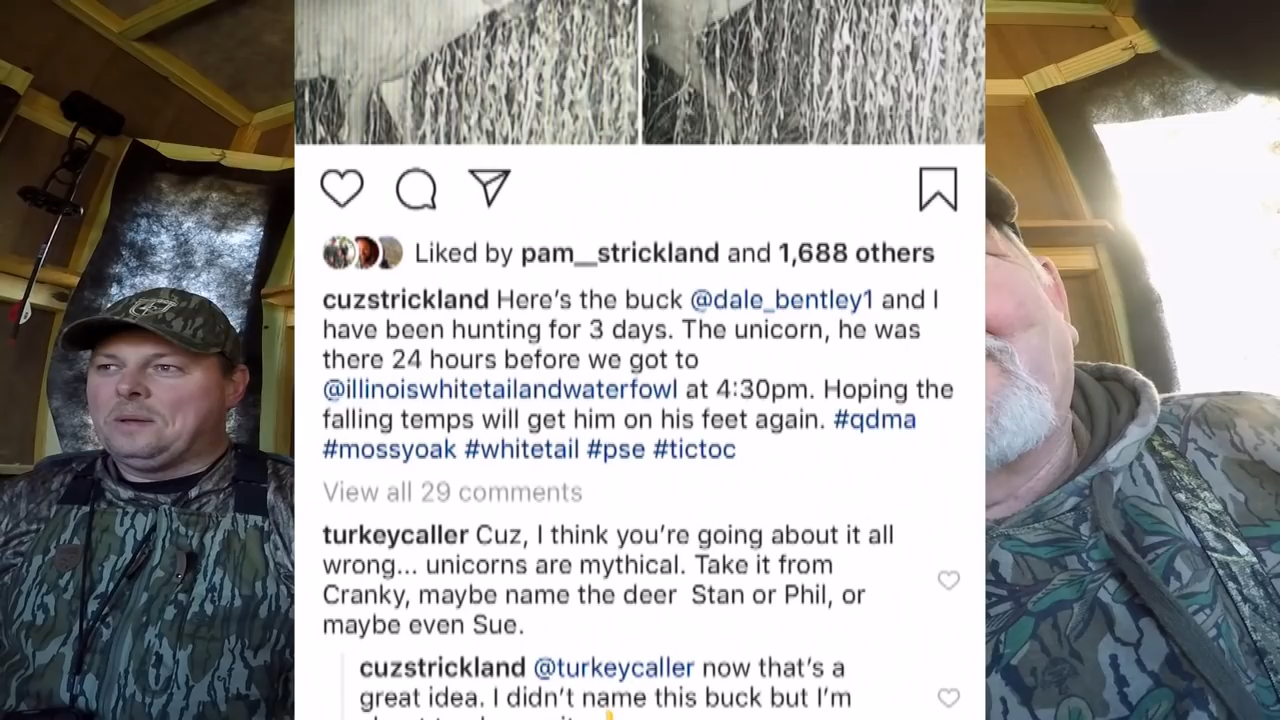 Liked by pam__strickland and 1,688 others
cuzstrickland Here's the buck @dale_bentley1 and I
have been hunting for 3 days. The unicorn, he was
there 24 hours before we got to
@illinoiswhitetailandwaterfowl at 4:30pm. Hoping the
falling temps will get him on his feet again. #qdma
#mossyoak #whitetail #pse #tictoc
View all 29 comments
turkeycaller Cuz, I think you're going about it all
wrong... unicorns are mythical. Take it from
Cranky, maybe name the deer Stan or Phil, or
maybe even Sue.
cuzstrickland @turkeycaller now that's a
great idea. I didn't name this buck but I'm